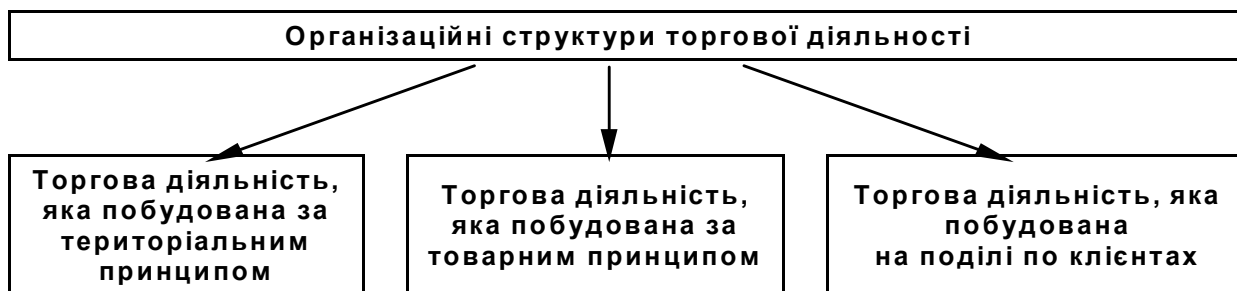 Організаційні структури торгової діяльності
Торгова діяльність,
яка побудована за
територіальним
принципом
Торгова діяльність,
яка побудована за
товарним принципом
Торгова діяльність, яка
побудована
на поділі по клієнтах